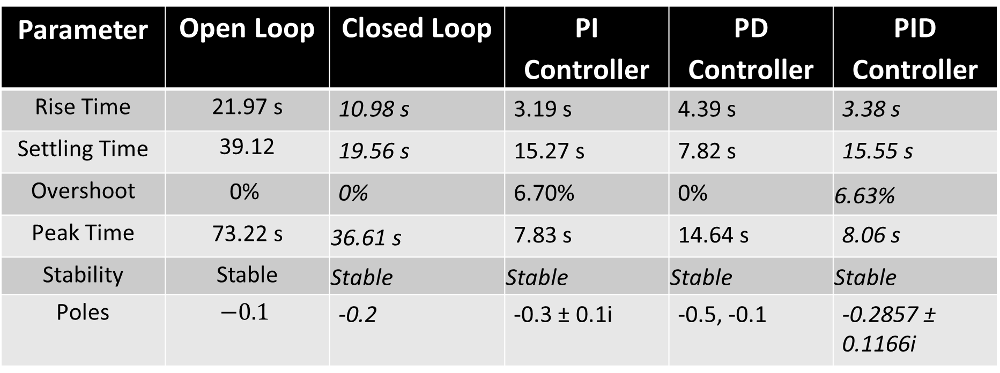 Parameter Open Loop Closed Loop PI Controller PD Controller PID Controller
Rise Time 21.97 s 10.98 s 3.19 s 4.39 s 3.38 s
Settling Time 39.12 19.56 s 15.27 s 7.82 s 15.55 s
Overshoot 0% 0% 6.70% 0% 6.63%
Peak Time 73.22 s 36.61 s 7.83 s 14.64 s 8.06 s
Stability Stable Stable Stable Stable Stable
Poles −0.1 -0.2 -0.3 ± 0.1i -0.5, -0.1 -0.2857 ±
0.1166i